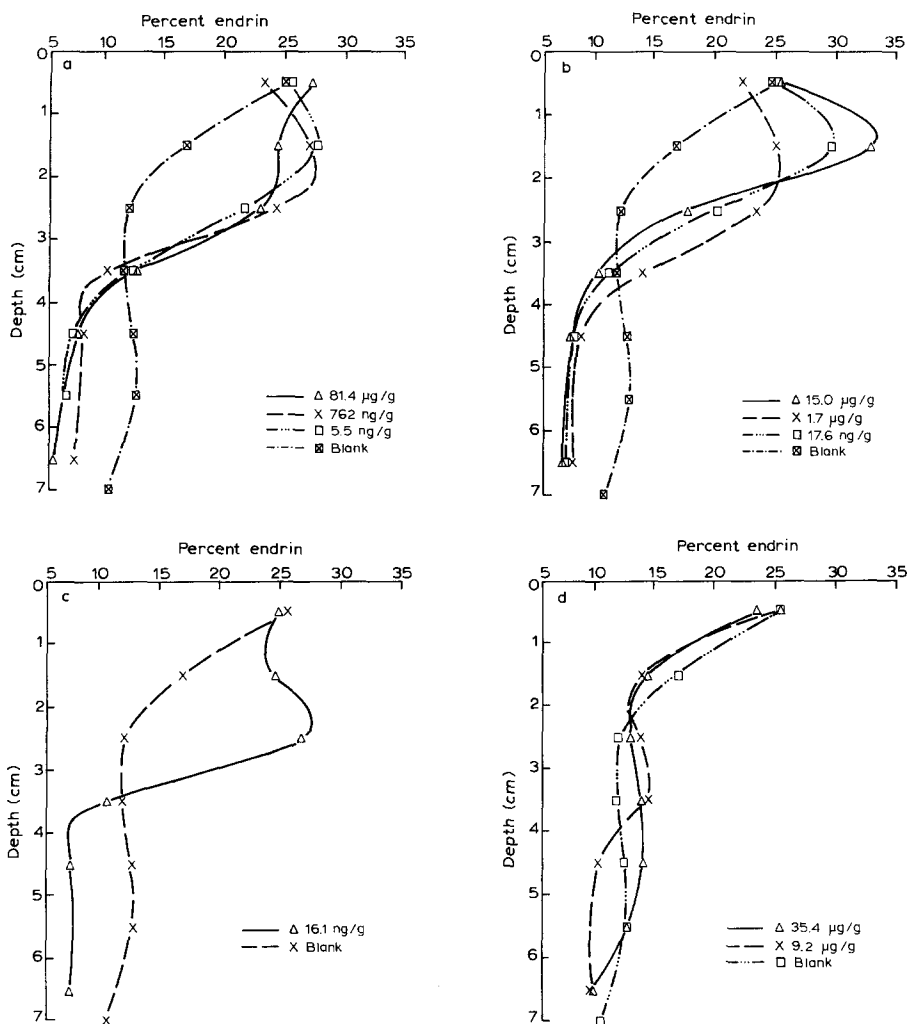 Percent endrin
5 10 15 20 25 30 35
a
0
1
2
3
4
5
6
7
Depth (cm)
△ 81.4 µg/g
X 762 ng/g
□ 5.5 ng/g
⊠ Blank
Percent endrin
5 10 15 20 25 30 35
b
0
1
2
3
4
5
6
7
Depth (cm)
△ 15.0 µg/g
X 1.7 µg/g
□ 17.6 ng/g
⊠ Blank
Percent endrin
5 10 15 20 25 30 35
c
0
1
2
3
4
5
6
7
Depth (cm)
△ 16.1 ng/g
X Blank
Percent endrin
5 10 15 20 25 30 35
d
0
1
2
3
4
5
6
7
Depth (cm)
△ 35.4 µg/g
X 9.2 µg/g
□ Blank